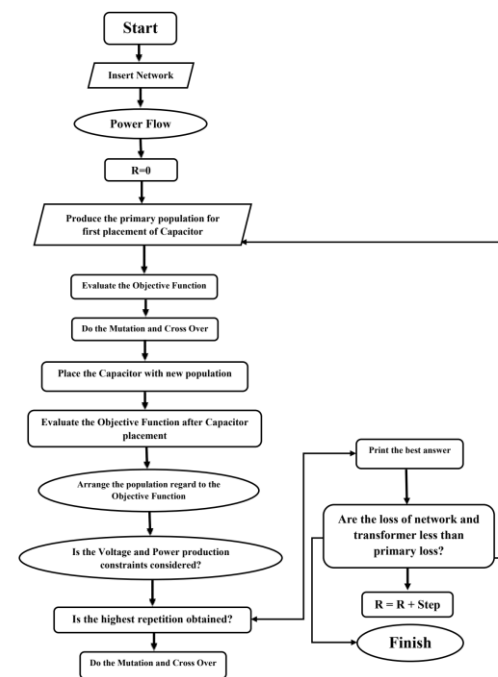 Start
Insert Network
Power Flow
R=0
Produce the primary population for
first placement of Capacitor
Evaluate the Objective Function
Do the Mutation and Cross Over
Place the Capacitor with new population
Evaluate the Objective Function after Capacitor
placement
Arrange the population regard to the
Objective Function
Is the Voltage and Power production
constraints considered?
Is the highest repetition obtained?
Do the Mutation and Cross Over
Print the best answer
Are the loss of network and
transformer less than
primary loss?
R = R + Step
Finish